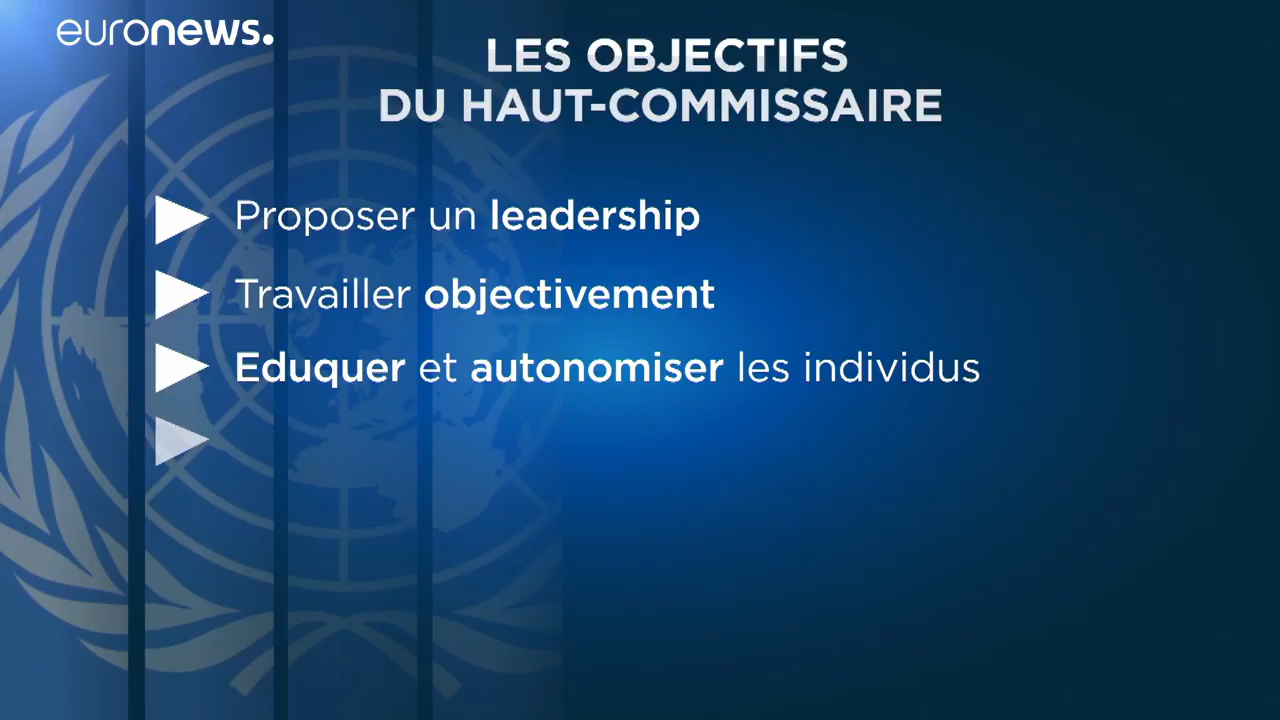 euronews.
LES OBJECTIFS
DU HAUT-COMMISSAIRE
Proposer un leadership
Travailler objectivement
Eduquer et autonomiser les individus